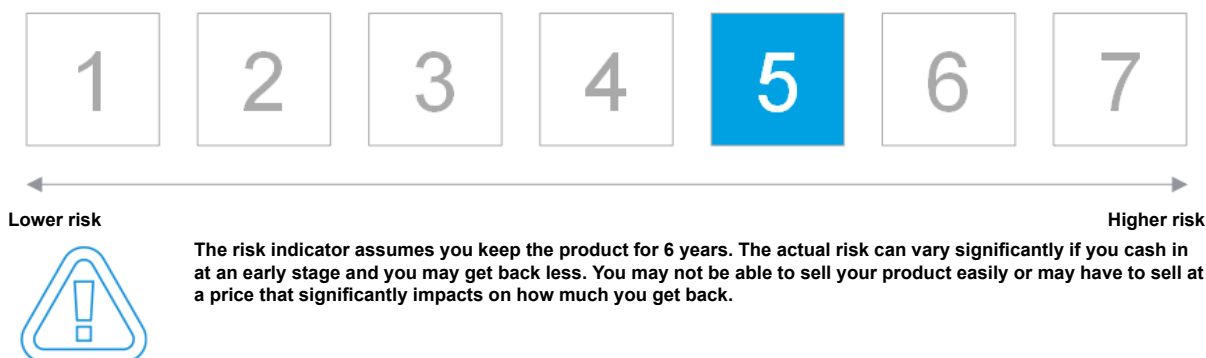 1 2 3 4 5 6 7
Lower risk Higher risk
The risk indicator assumes you keep the product for 6 years. The actual risk can vary significantly if you cash in
at an early stage and you may get back less. You may not be able to sell your product easily or may have to sell at
a price that significantly impacts on how much you get back.